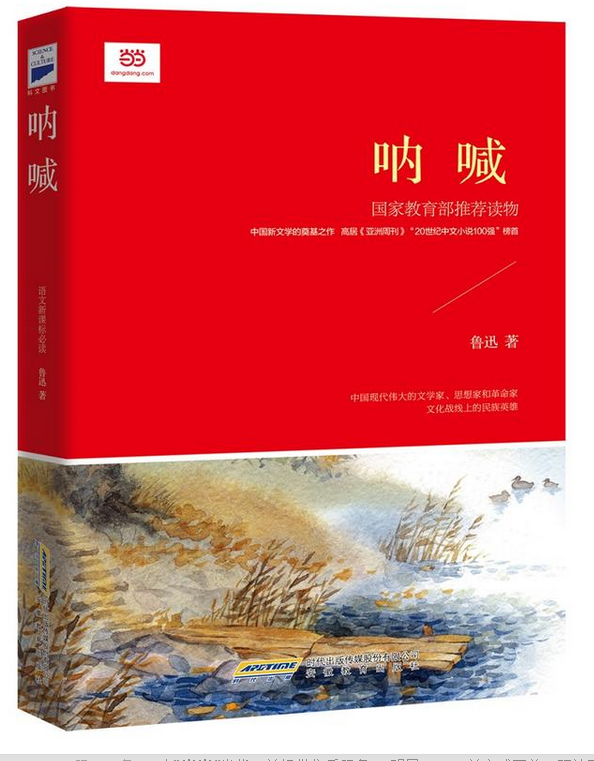 SCIENCE
&
CULTURE
科文图书
呐喊
语文新课标必读
鲁迅 著
当当
dangdang.com
呐喊
国家教育部推荐读物
中国新文学的奠基之作 高居《亚洲周刊》“20世纪中文小说100强”榜首
鲁迅 著
中国现代伟大的文学家、思想家和革命家
文化战线上的民族英雄
ARCTIME
时代出版传媒股份有限公司
安徽教育出版社